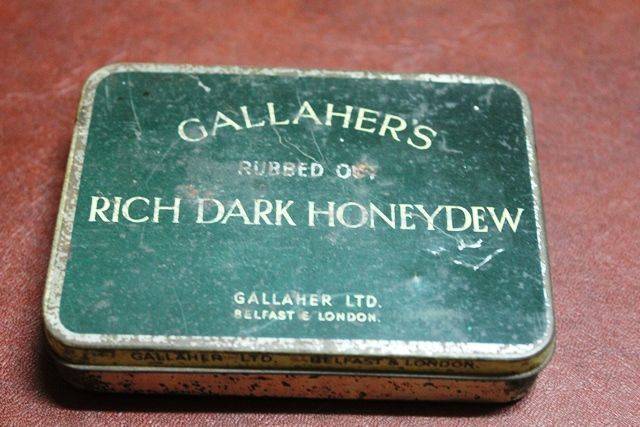 GALLAHER'S
RUBBED OUT
RICH DARK HONEYDEW
GALLAHER LTD.
BELFAST & LONDON.
GALLAHER LTD. BELFAST & LONDON.